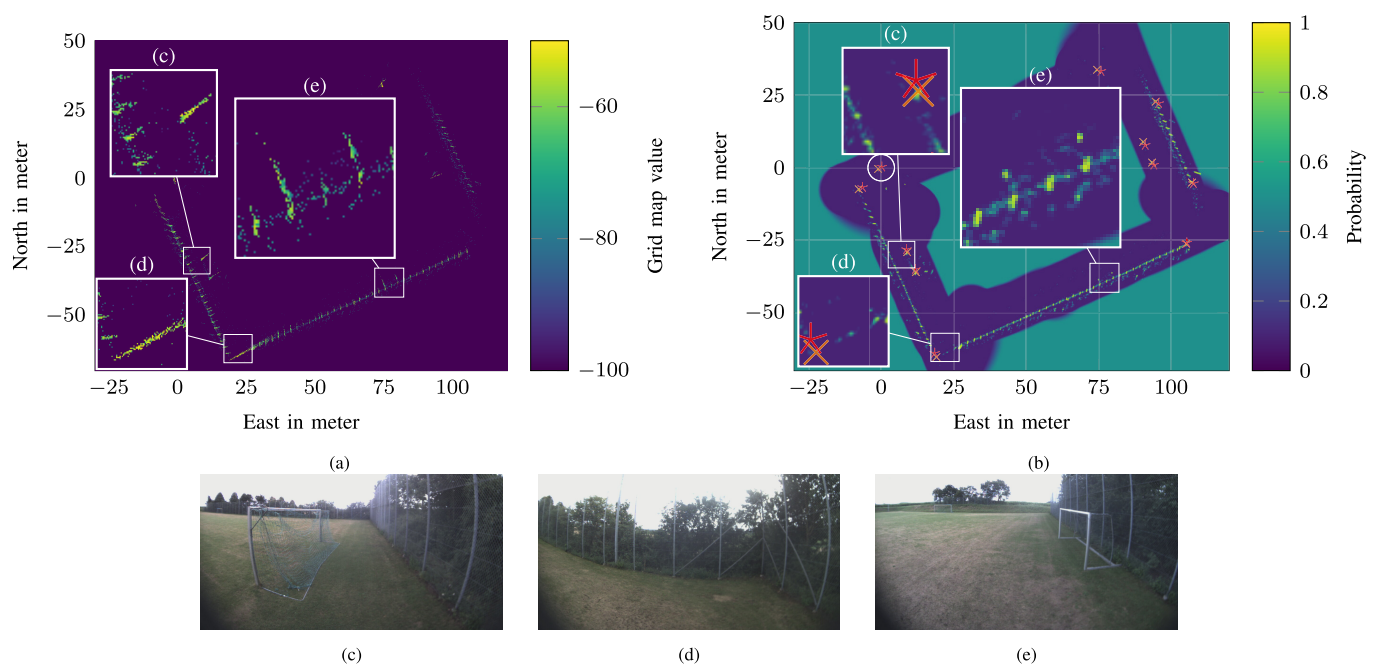 50
25
0
−25
−50
North in meter
−25
0
25
50
75
100
East in meter
(c)
(e)
(d)
−60
−80
−100
Grid map value
(a)
50
25
0
−25
−50
North in meter
−25
0
25
50
75
100
East in meter
(c)
(e)
(d)
1
0.8
0.6
0.4
0.2
0
Probability
(b)
(c)
(d)
(e)